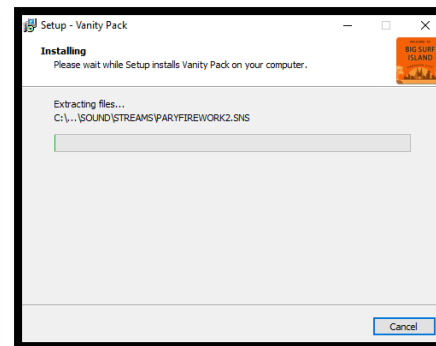 Setup - Vanity Pack
Installing
Please wait while Setup installs Vanity Pack on your computer.
BIG SURF
ISLAND
Extracting files...
C:\...\SOUND\STREAMS\PARYFIREWORK2.SNS
Cancel